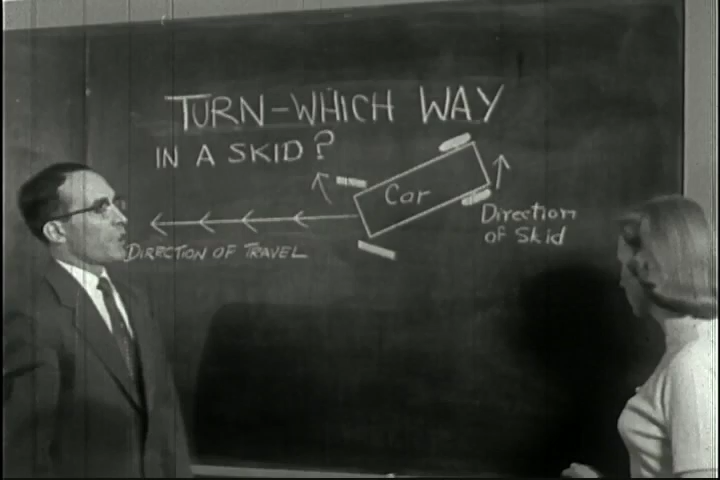 TURN-WHICH WAY
IN A SKID?
Car
Direction
of Skid
DIRECTION OF TRAVEL